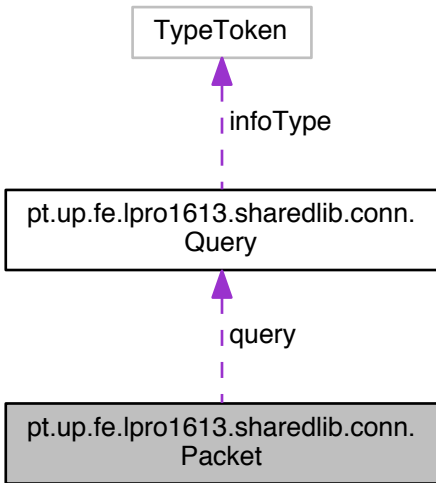 TypeToken
infoType
pt.up.fe.lpro1613.sharedlib.conn.
Query
query
pt.up.fe.lpro1613.sharedlib.conn.
Packet